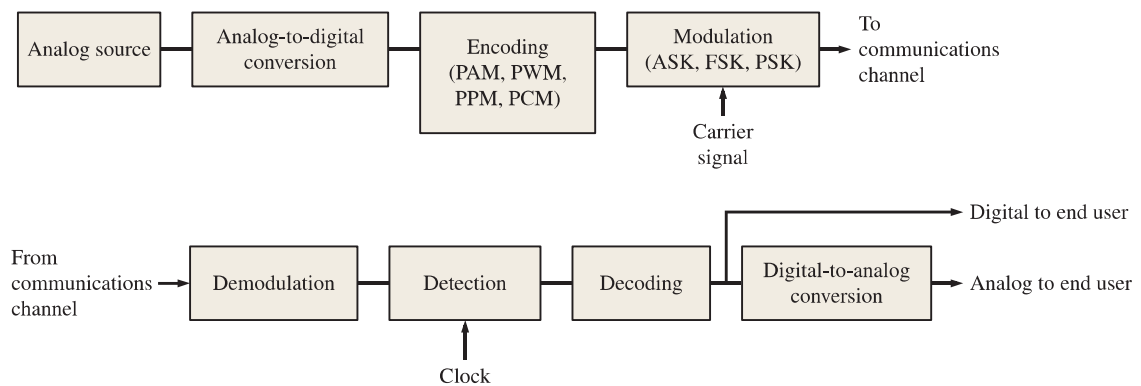 Analog source
Analog-to-digital
conversion
Encoding
(PAM, PWM,
PPM, PCM)
Modulation
(ASK, FSK, PSK)
To
communications
channel
Carrier
signal
From
communications
channel
Demodulation
Detection
Decoding
Digital-to-analog
conversion
Digital to end user
Analog to end user
Clock